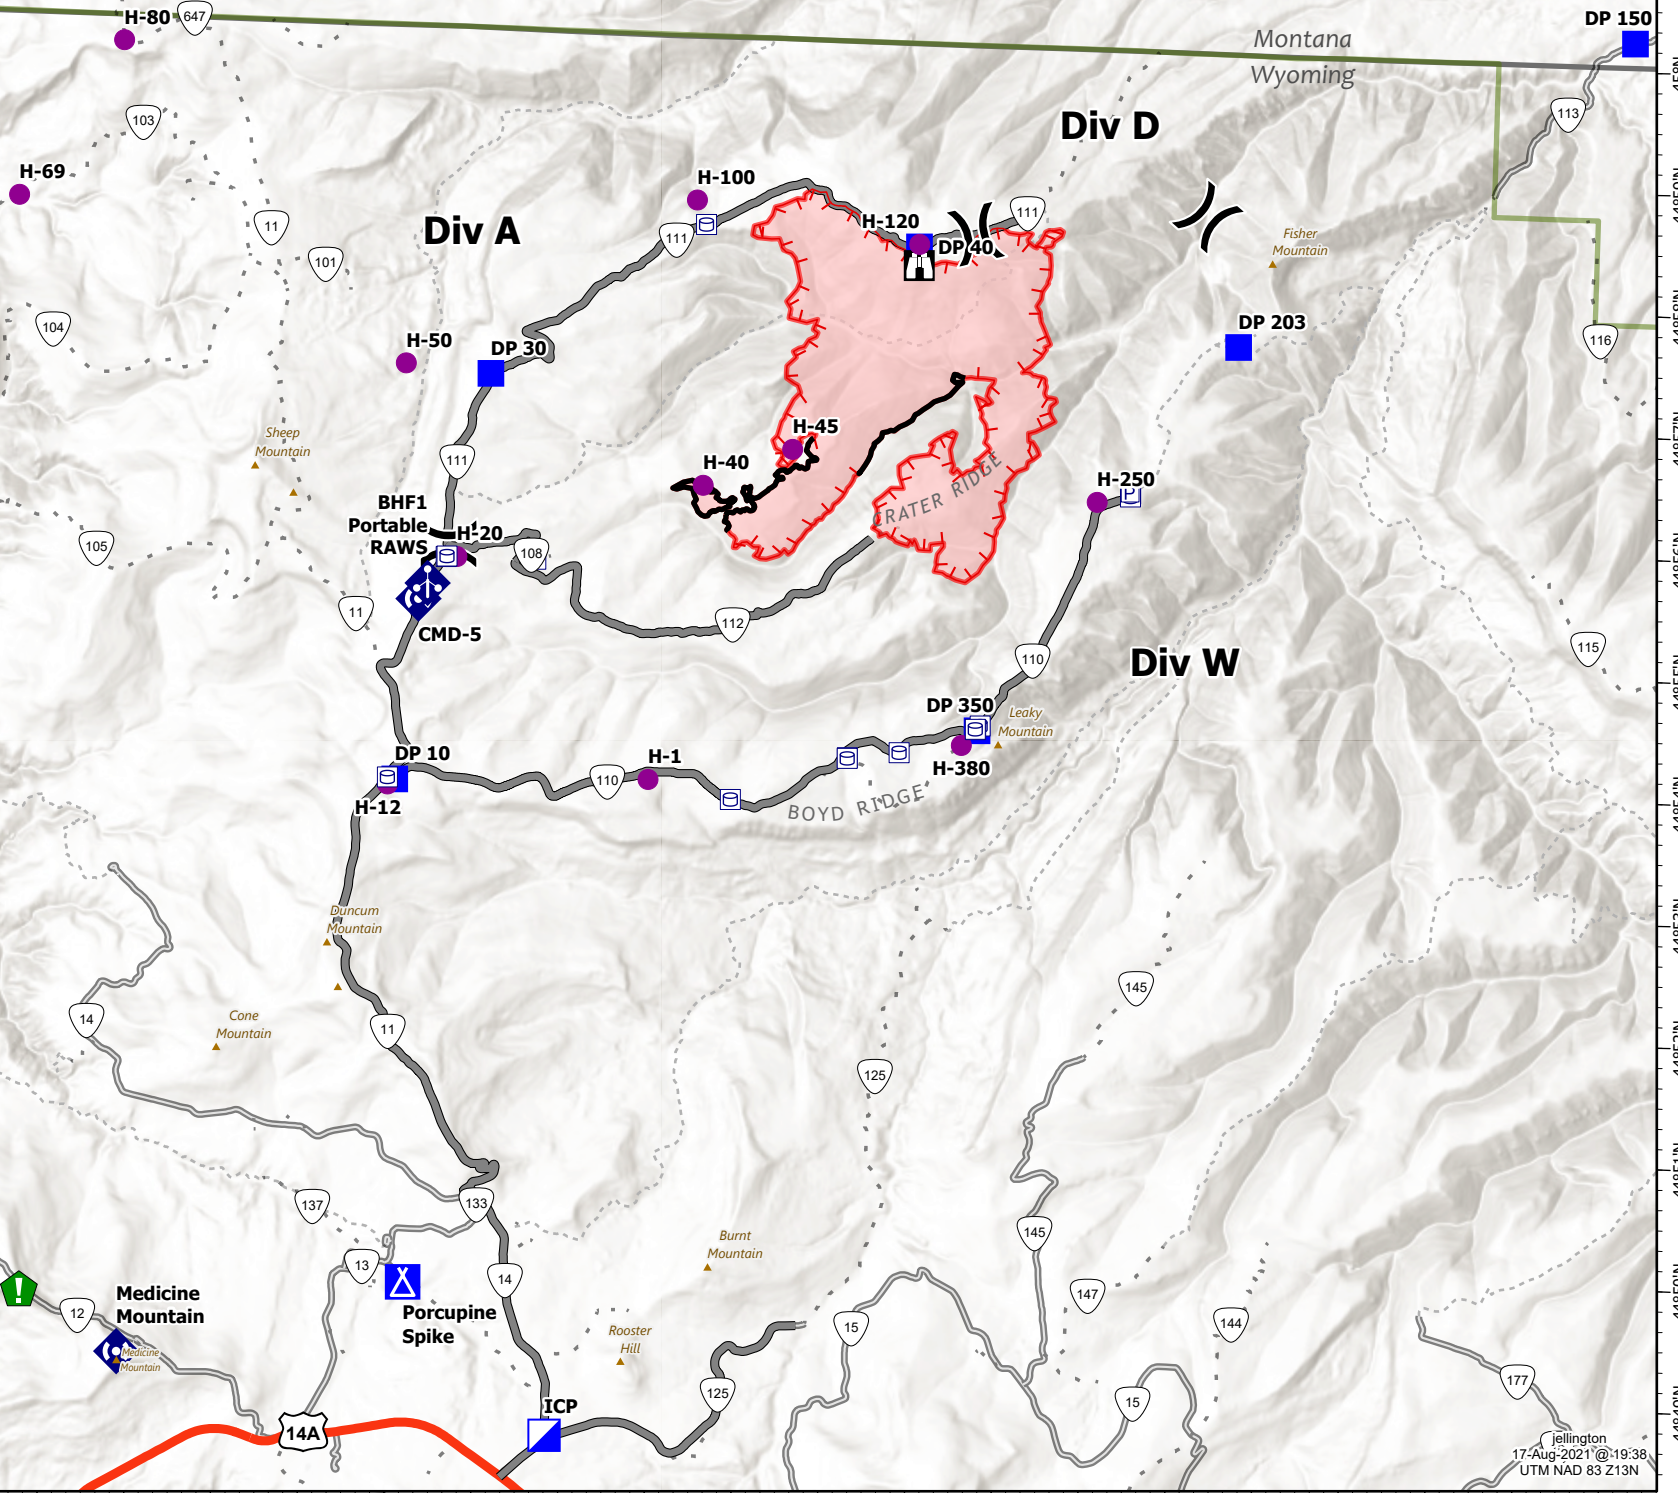 H-80
647
DP 150
Montana
Wyoming
113
103
Div D
H-69
H-100
11
Div A
111
H-120
111
DP 40
Fisher
Mountain
101
104
DP 203
116
H-50
DP 30
H-45
Sheep
Mountain
111
H-40
CRATER RIDGE
H-250
P
BHF1
Portable
RAWS
H-20
105
108
11
112
CMD-5
110
Div W
115
DP 350
Leaky
Mountain
DP 10
H-1
110
H-380
H-12
BOYD RIDGE
Duncum
Mountain
145
14
Cone
Mountain
11
125
137
133
145
Burnt
Mountain
13
14
147
Medicine
Mountain
12
Porcupine
Spike
Rooster
Hill
15
144
Medicine
Mountain
125
15
177
ICP
14A
jellington
17-Aug-2021 @ 19:38
UTM NAD 83 Z13N